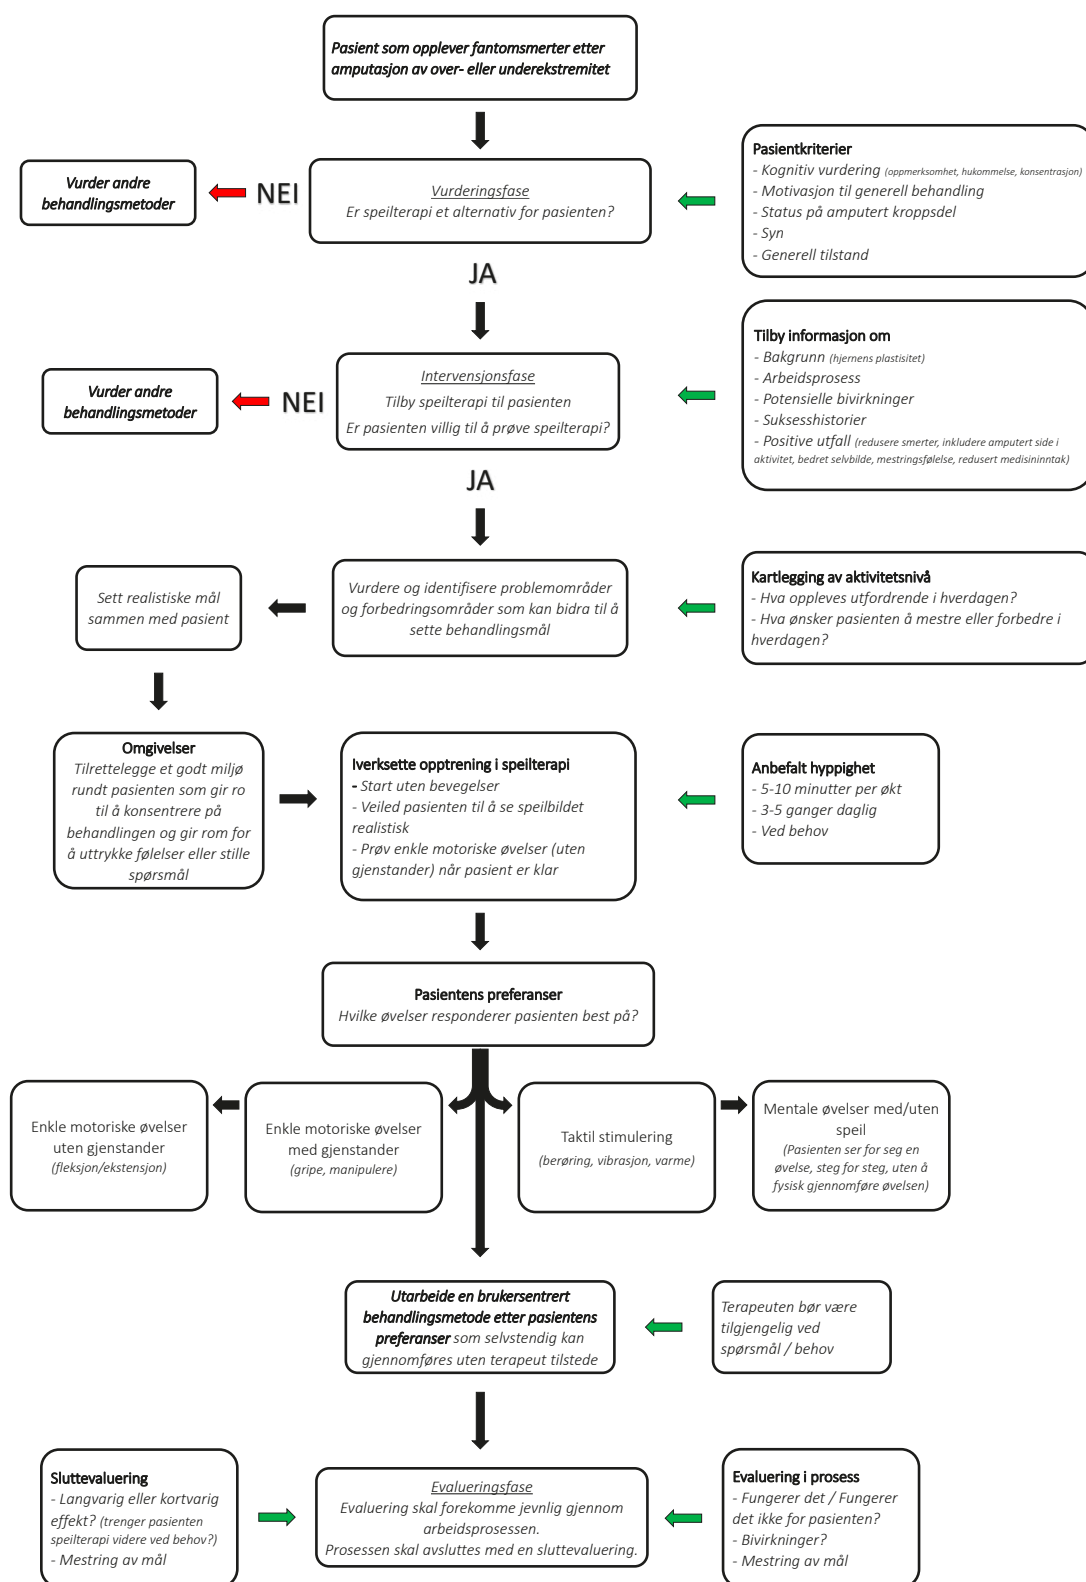 Pasient som opplever fantomsmerter etter
amputasjon av over- eller underekstremitet
Vurder andre
behandlingsmetoder
NEI
Vurderingsfase
Er speilterapi et alternativ for pasienten?
Pasientkriterier
- Kognitiv vurdering (oppmerksomhet, hukommelse, konsentrasjon)
- Motivasjon til generell behandling
- Status på amputert kroppsdel
- Syn
- Generell tilstand
JA
Vurder andre
behandlingsmetoder
NEI
Intervensjonsfase
Tilby speilterapi til pasienten
Er pasienten villig til å prøve speilterapi?
Tilby informasjon om
- Bakgrunn (hjernens plastisitet)
- Arbeidsprosess
- Potensielle bivirkninger
- Suksesshistorier
- Positive utfall (redusere smerter, inkludere amputert side i
aktivitet, bedret selvbilde, mestringsfølelse, redusert medisininntak)
JA
Sett realistiske mål
sammen med pasient
Vurdere og identifisere problemområder
og forbedringsområder som kan bidra til å
sette behandlingsmål
Kartlegging av aktivitetsnivå
- Hva oppleves utfordrende i hverdagen?
- Hva ønsker pasienten å mestre eller forbedre i
hverdagen?
Omgivelser
Tilrettelegge et godt miljø
rundt pasienten som gir ro
til å konsentrere på
behandlingen og gir rom for
å uttrykke følelser eller stille
spørsmål
Iverksette opptrening i speilterapi
- Start uten bevegelser
- Veiled pasienten til å se speilbildet
realistisk
- Prøv enkle motoriske øvelser (uten
gjenstander) når pasient er klar
Anbefalt hyppighet
- 5-10 minutter per økt
- 3-5 ganger daglig
- Ved behov
Pasientens preferanser
Hvilke øvelser responderer pasienten best på?
Enkle motoriske øvelser
uten gjenstander
(fleksjon/ekstensjon)
Enkle motoriske øvelser
med gjenstander
(gripe, manipulere)
Taktil stimulering
(berøring, vibrasjon, varme)
Mentale øvelser med/uten
speil
(Pasienten ser for seg en
øvelse, steg for steg, uten å
fysisk gjennomføre øvelsen)
Utarbeide en brukersentrert
behandlingsmetode etter pasientens
preferanser som selvstendig kan
gjennomføres uten terapeut tilstede
Terapeuten bør være
tilgjengelig ved
spørsmål / behov
Sluttevaluering
- Langvarig eller kortvarig
effekt? (trenger pasienten
speilterapi videre ved behov?)
- Mestring av mål
Evalueringsfase
Evaluering skal forekomme jevnlig gjennom
arbeidsprosessen.
Prosessen skal avsluttes med en sluttevaluering.
Evaluering i prosess
- Fungerer det / Fungerer
det ikke for pasienten?
- Bivirkninger?
- Mestring av mål